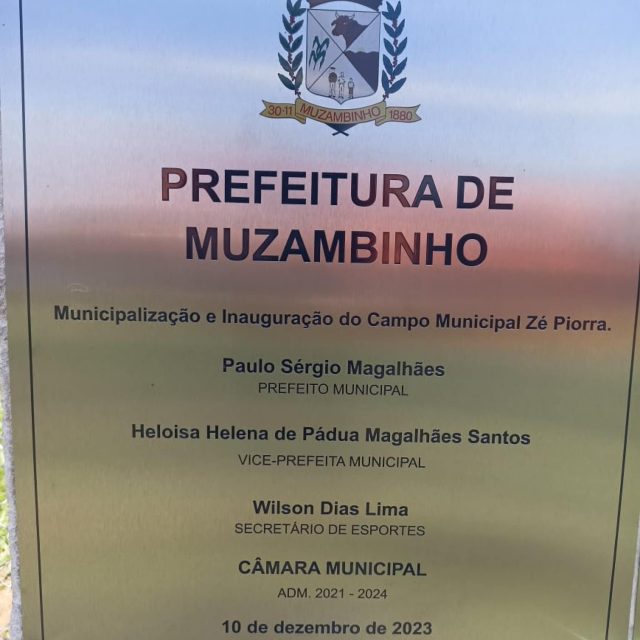 30-11 MUZAMBINHO 1880
PREFEITURA DE
MUZAMBINHO
Municipalização e Inauguração do Campo Municipal Zé Piorra.
Paulo Sérgio Magalhães
PREFEITO MUNICIPAL
Heloisa Helena de Pádua Magalhães Santos
VICE-PREFEITA MUNICIPAL
Wilson Dias Lima
SECRETÁRIO DE ESPORTES
CÂMARA MUNICIPAL
ADM. 2021 - 2024
10 de dezembro de 2023